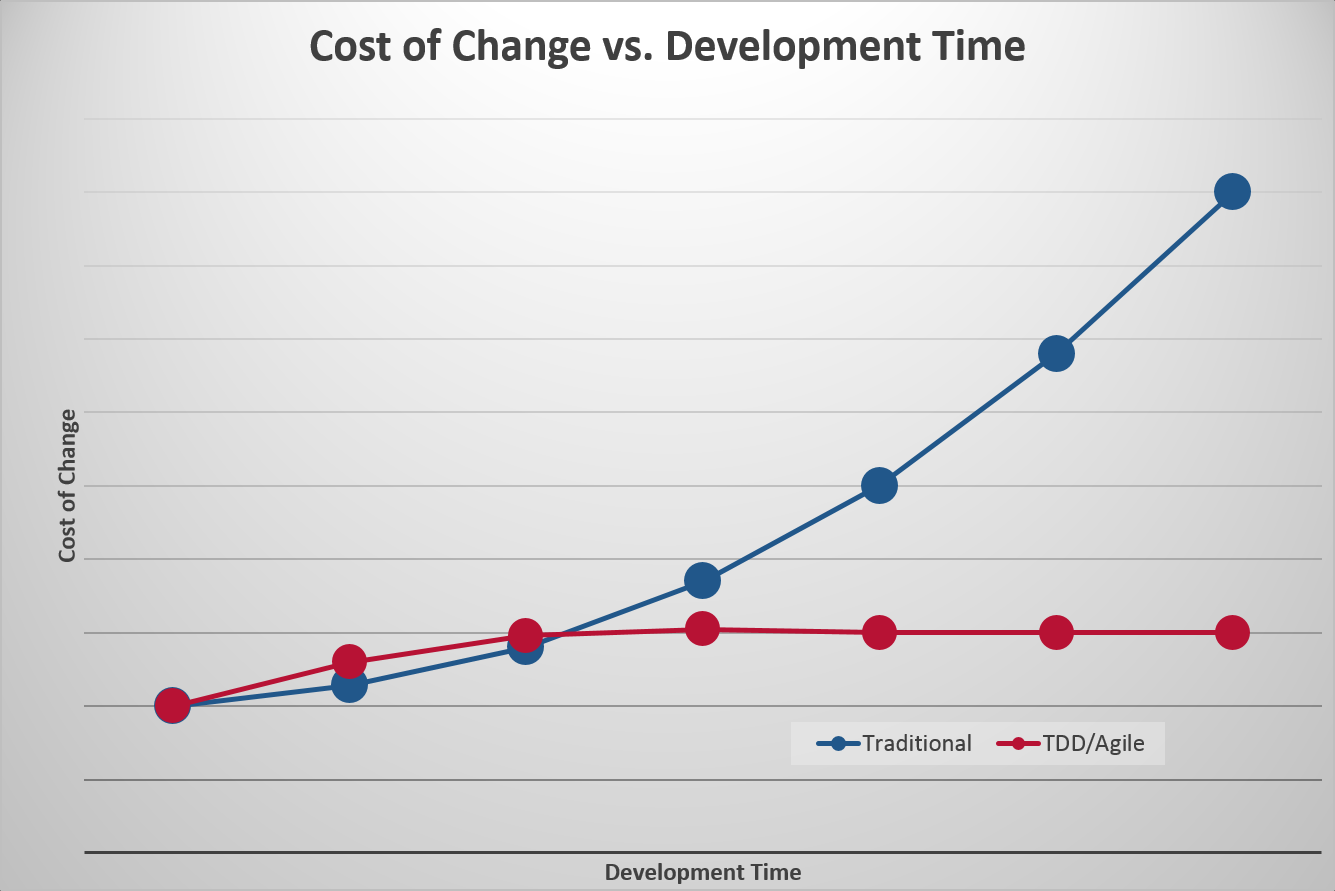 Cost of Change vs. Development Time
Cost of Change
Traditional
TDD/Agile
Development Time